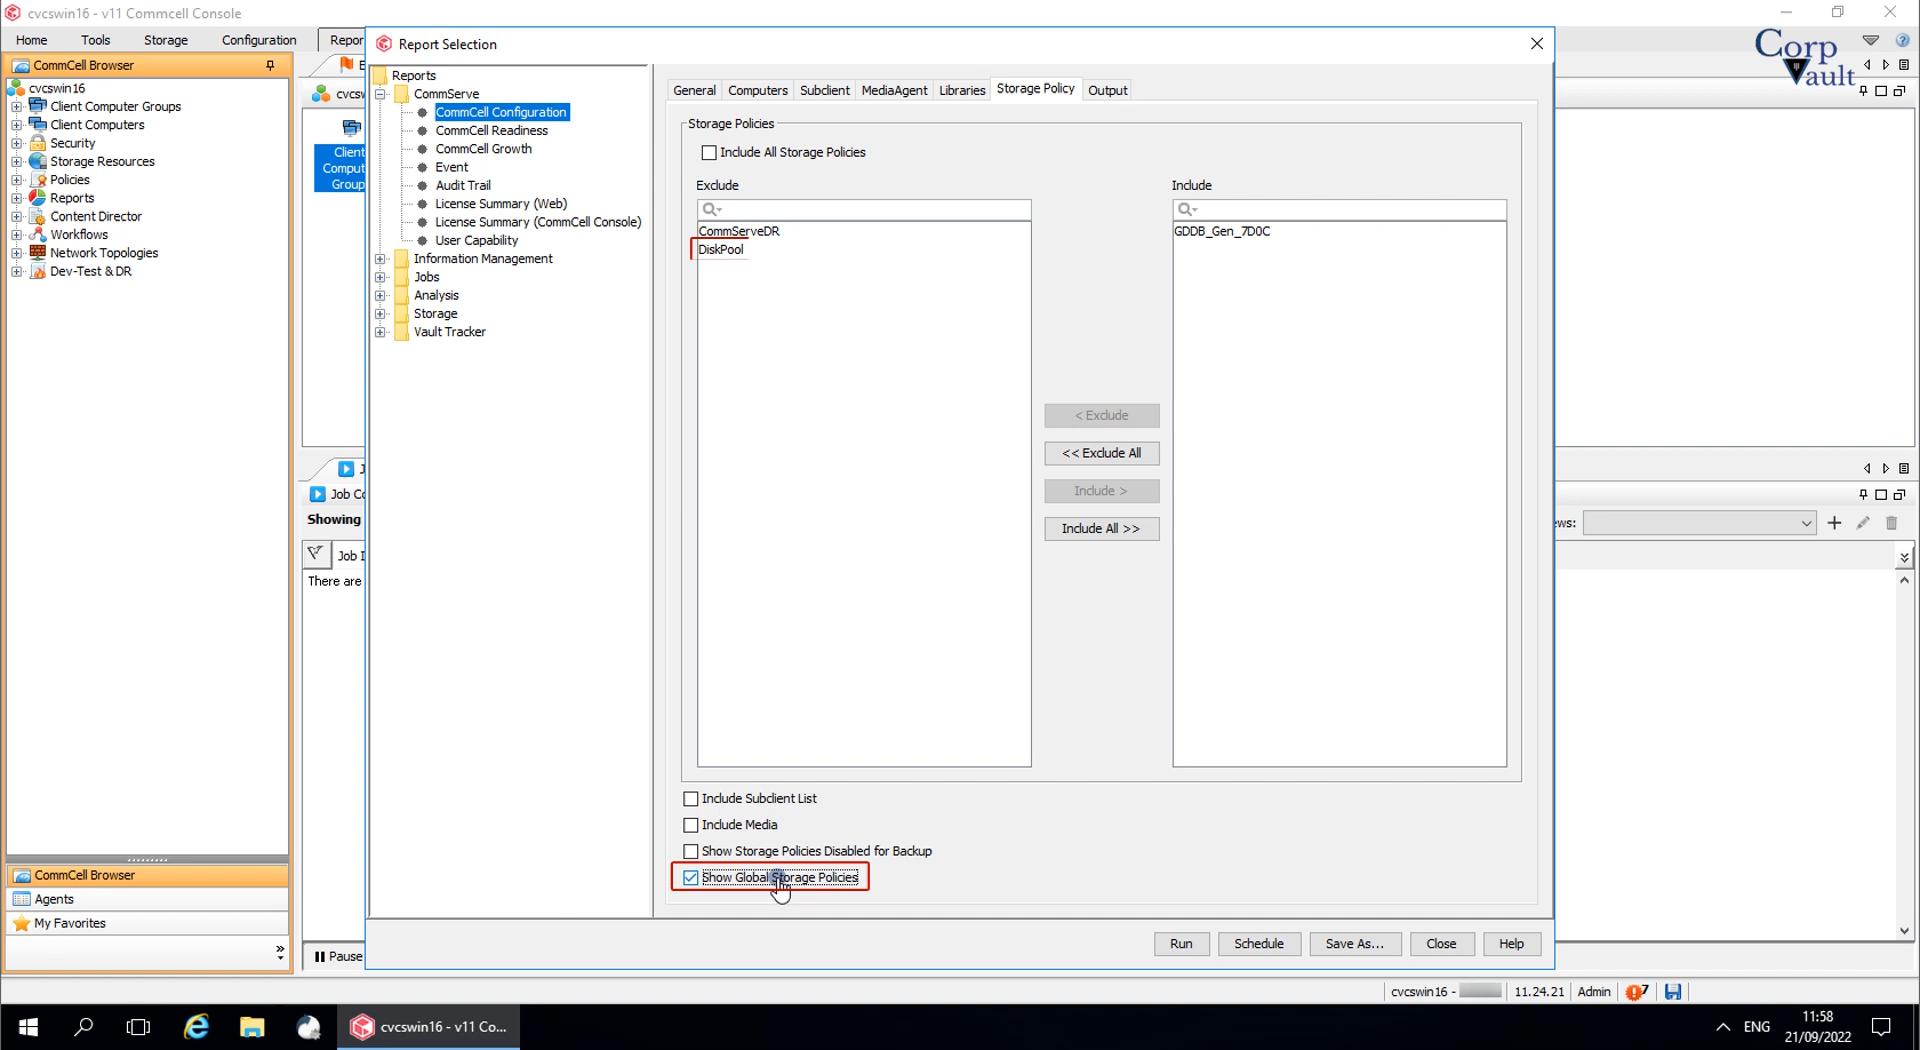 cvcswin16 - v11 Commcell Console
Home Tools Storage Configuration Repor
Corp Vault
CommCell Browser
cvcswin16
Client Computer Groups
Client Computers
Security
Storage Resources
Policies
Reports
Content Director
Workflows
Network Topologies
Dev-Test & DR
CommCell Browser
Agents
My Favorites
cvcsw
Client
Comput
Group
Job Co
Showing
Job I
There are
Pause
Report Selection
Reports
CommServe
CommCell Configuration
CommCell Readiness
CommCell Growth
Event
Audit Trail
License Summary (Web)
License Summary (CommCell Console)
User Capability
Information Management
Jobs
Analysis
Storage
Vault Tracker
General Computers Subclient MediaAgent Libraries Storage Policy Output
Storage Policies
Include All Storage Policies
Exclude
CommServeDR
DiskPool
< Exclude
<< Exclude All
Include >
Include All >>
Include
GDDB_Gen_7D0C
Include Subclient List
Include Media
Show Storage Policies Disabled for Backup
Show Global Storage Policies
Run Schedule Save As... Close Help
ews:
cvcswin16 - 11.24.21 Admin 7
cvcswin16 - v11 Co...
ENG
11:58
21/09/2022